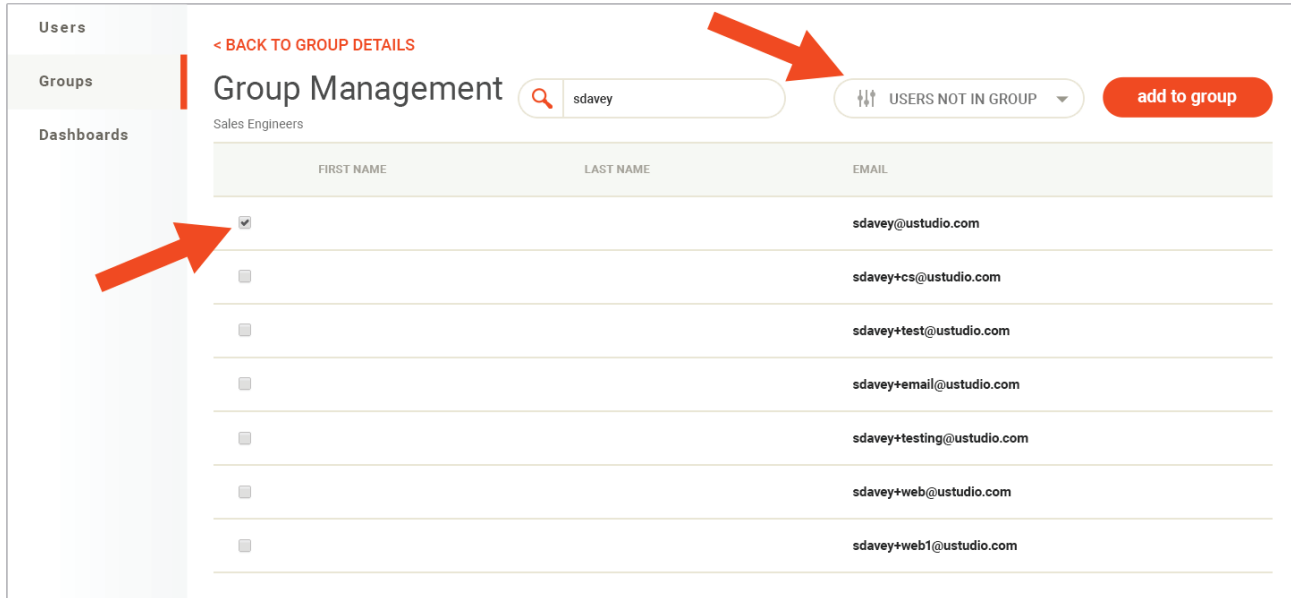 Users
Groups
Dashboards
< BACK TO GROUP DETAILS
Group Management
sdavey
USERS NOT IN GROUP
add to group
Sales Engineers
FIRST NAME LAST NAME EMAIL
sdavey@ustudio.com
sdavey+cs@ustudio.com
sdavey+test@ustudio.com
sdavey+email@ustudio.com
sdavey+testing@ustudio.com
sdavey+web@ustudio.com
sdavey+web1@ustudio.com